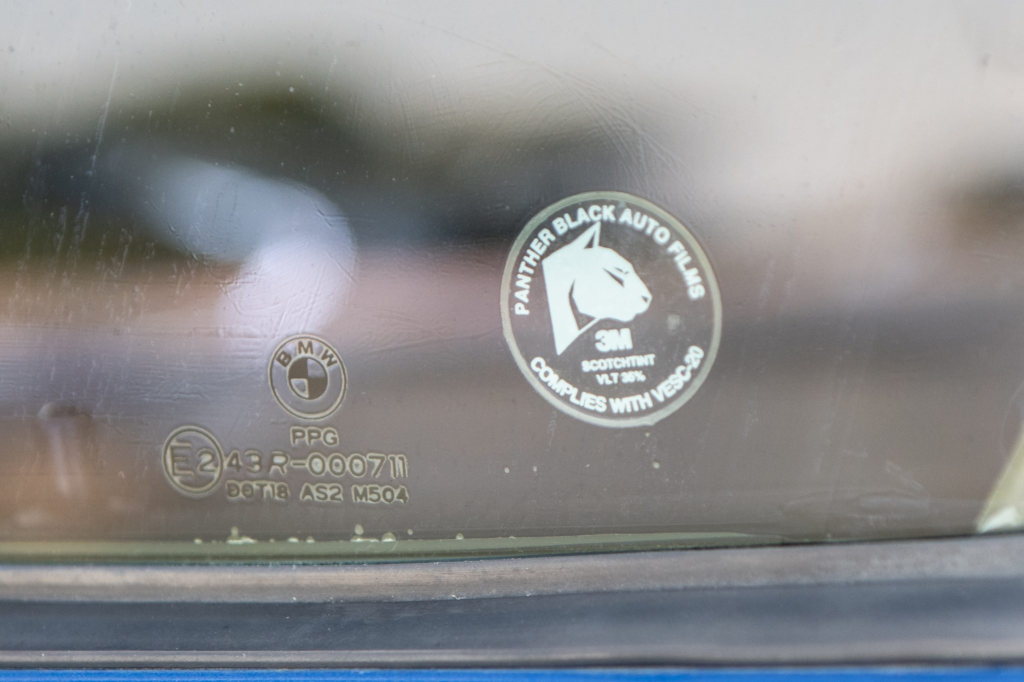 BMW
PPG
E2 43R-000711
DOT18 AS2 M504
PANTHER BLACK AUTO FILMS
3M
SCOTCHTINT
VLT 35%
COMPLIES WITH VESC-20